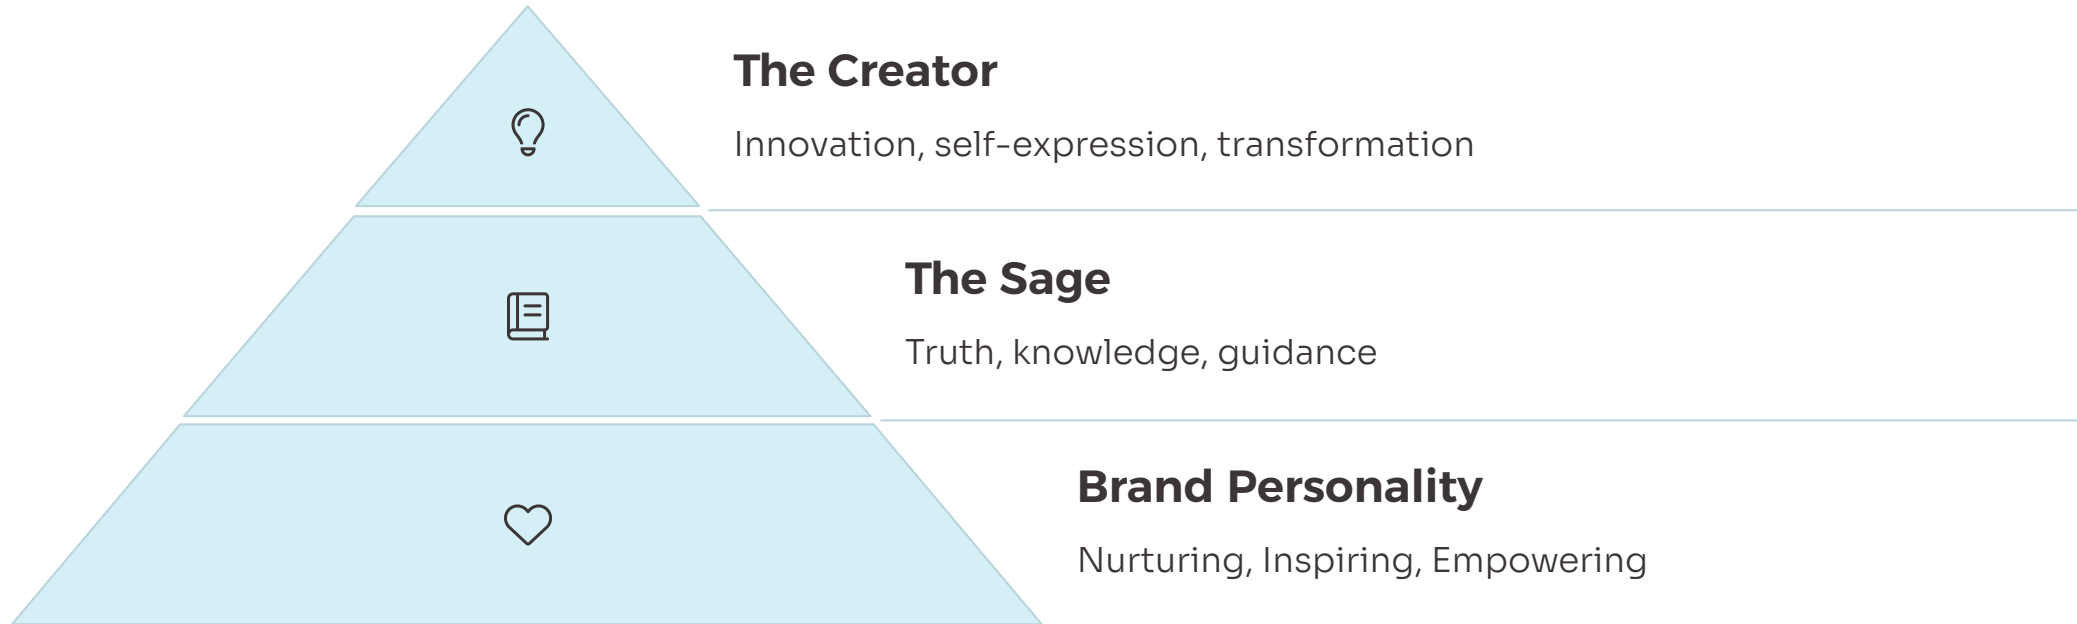 The Creator
Innovation, self-expression, transformation
The Sage
Truth, knowledge, guidance
Brand Personality
Nurturing, Inspiring, Empowering